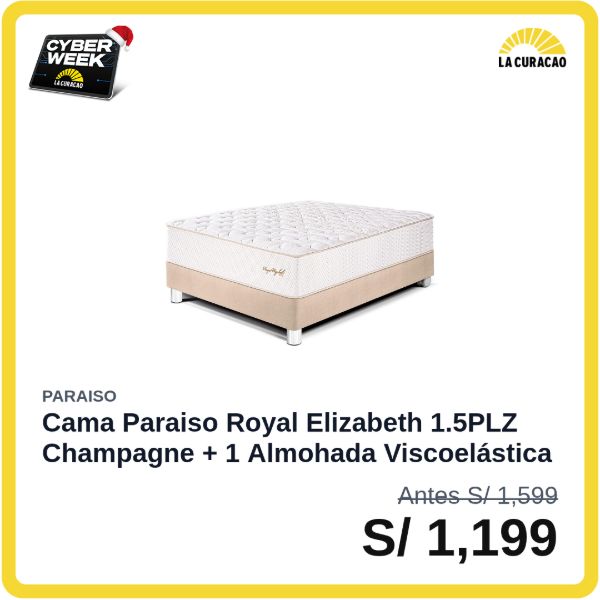 CYBER
WEEK
LA CURACAO
LA CURACAO
PARAISO
Cama Paraiso Royal Elizabeth 1.5PLZ
Champagne + 1 Almohada Viscoelástica
Antes S/ 1,599
S/ 1,199